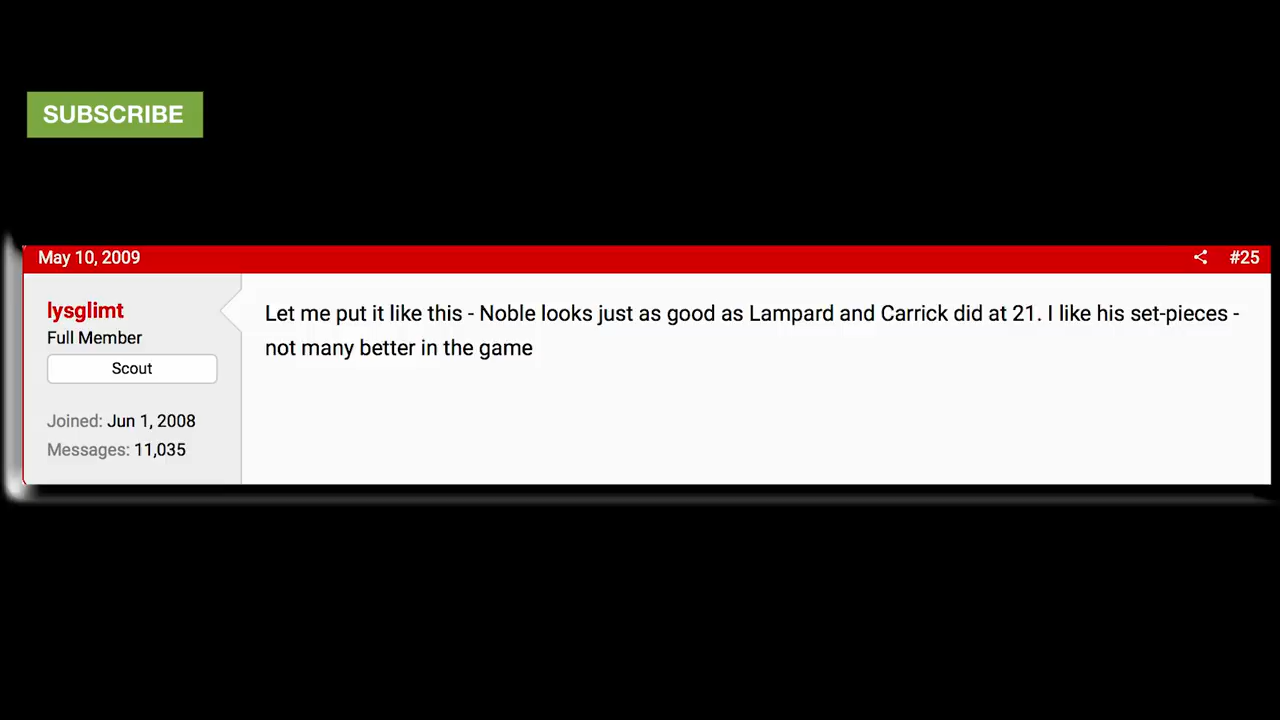 SUBSCRIBE
May 10, 2009
#25
lysglimt
Full Member
Scout
Joined: Jun 1, 2008
Messages: 11,035
Let me put it like this - Noble looks just as good as Lampard and Carrick did at 21. I like his set-pieces -
not many better in the game